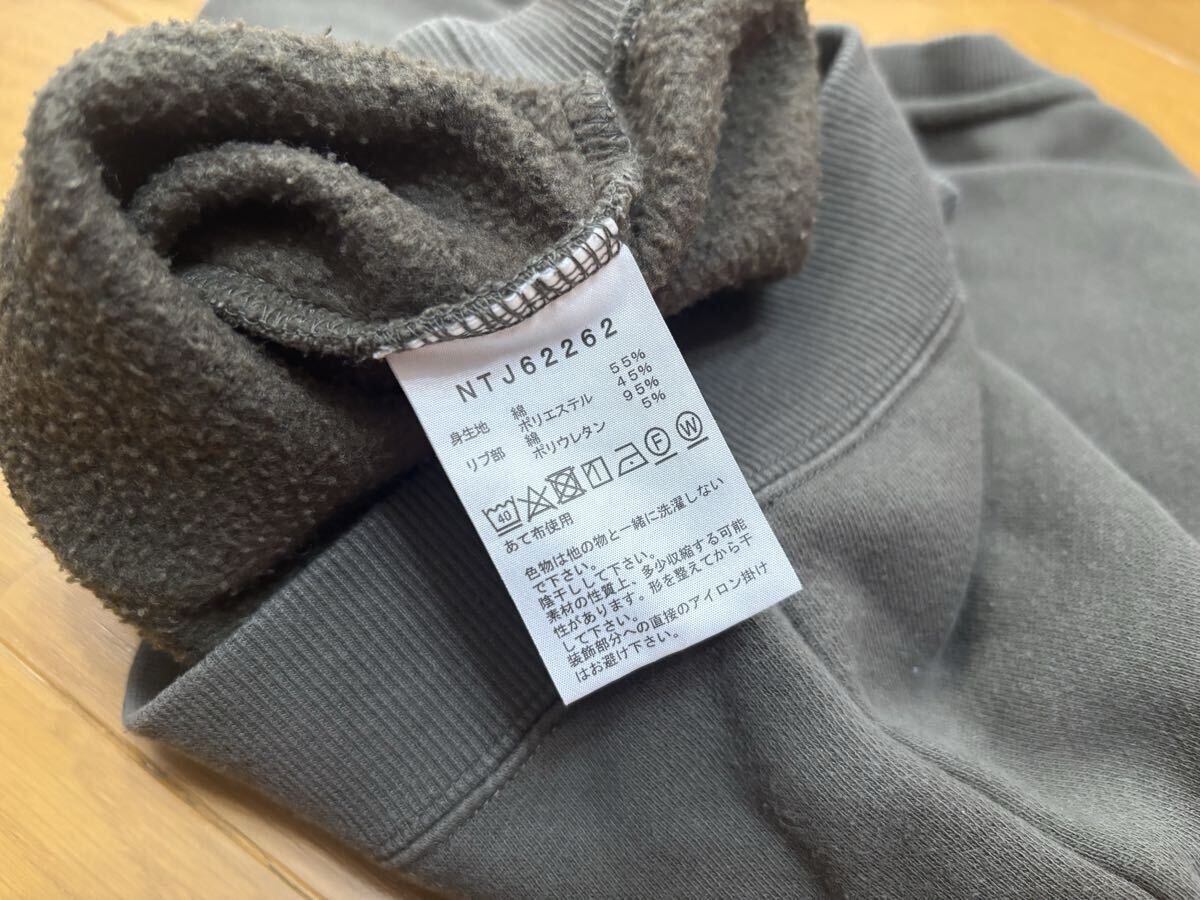 NTJ62262
身生地 綿 55%
ポリエステル 45%
リブ部 綿 95%
ポリウレタン 5%
40 F W
あて布使用
色物は他の物と一緒に洗濯しない
で下さい。
陰干しして下さい。
素材の性質上、多少収縮する可能
性があります。形を整えてから干
して下さい。
装飾部分への直接のアイロン掛け
はお避け下さい。